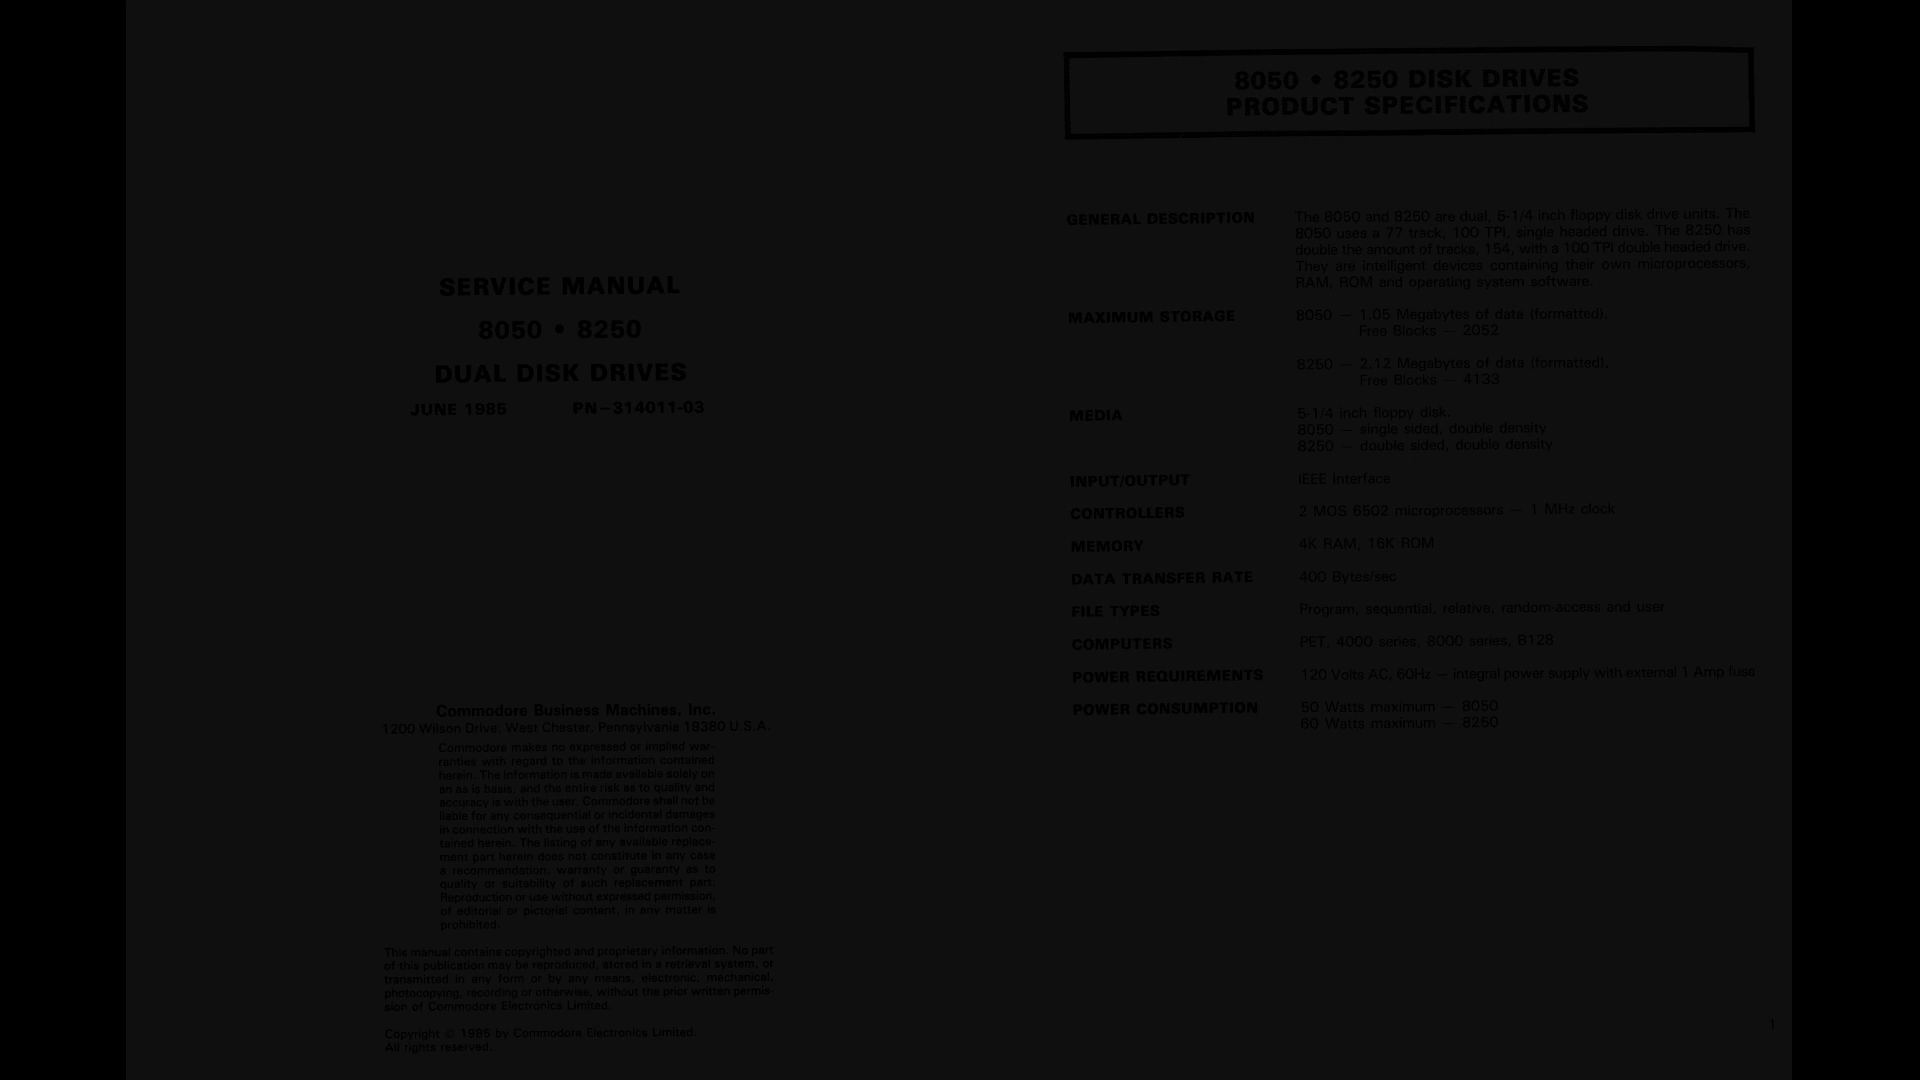 SERVICE MANUAL
8050 • 8250
DUAL DISK DRIVES
JUNE 1985 PN–314011-03
Commodore Business Machines, Inc.
1200 Wilson Drive, West Chester, Pennsylvania 19380 U.S.A.
Commodore makes no expressed or implied war-
ranties with regard to the information contained
herein. The information is made available solely on
an as is basis, and the entire risk as to quality and
accuracy is with the user. Commodore shall not be
liable for any consequential or incidental damages
in connection with the use of the information con-
tained herein. The listing of any available replace-
ment part herein does not constitute in any case
a recommendation, warranty or guaranty as to
quality or suitability of such replacement part.
Reproduction or use without expressed permission,
of editorial or pictorial content, in any matter is
prohibited.
This manual contains copyrighted and proprietary information. No part
of this publication may be reproduced, stored in a retrieval system, or
transmitted in any form or by any means, electronic, mechanical,
photocopying, recording or otherwise, without the prior written permis-
sion of Commodore Electronics Limited.
Copyright © 1985 by Commodore Electronics Limited.
All rights reserved.
8050 • 8250 DISK DRIVES
PRODUCT SPECIFICATIONS
GENERAL DESCRIPTION The 8050 and 8250 are dual, 5-1/4 inch floppy disk drive units. The
8050 uses a 77 track, 100 TPI, single headed drive. The 8250 has
double the amount of tracks, 154, with a 100 TPI double headed drive.
They are intelligent devices containing their own microprocessors,
RAM, ROM and operating system software.
MAXIMUM STORAGE 8050 — 1.05 Megabytes of data (formatted).
Free Blocks — 2052
8250 — 2.12 Megabytes of data (formatted).
Free Blocks — 4133
MEDIA 5-1/4 inch floppy disk.
8050 — single sided, double density
8250 — double sided, double density
INPUT/OUTPUT IEEE Interface
CONTROLLERS 2 MOS 6502 microprocessors — 1 MHz clock
MEMORY 4K RAM, 16K ROM
DATA TRANSFER RATE 400 Bytes/sec
FILE TYPES Program, sequential, relative, random-access and user
COMPUTERS PET, 4000 series, 8000 series, B128
POWER REQUIREMENTS 120 Volts AC, 60Hz — integral power supply with external 1 Amp fuse
POWER CONSUMPTION 50 Watts maximum — 8050
60 Watts maximum — 8250
1